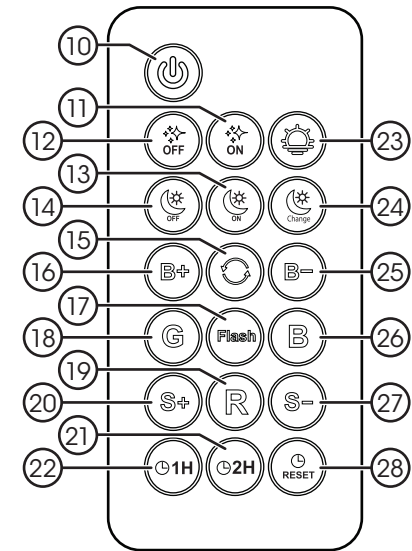 10
11
12 OFF ON 23
13
14 OFF ON Change 24
15
16 B+ B- 25
17
18 G Flash B 26
19
20 S+ R S- 27
21
22 1H 2H RESET 28